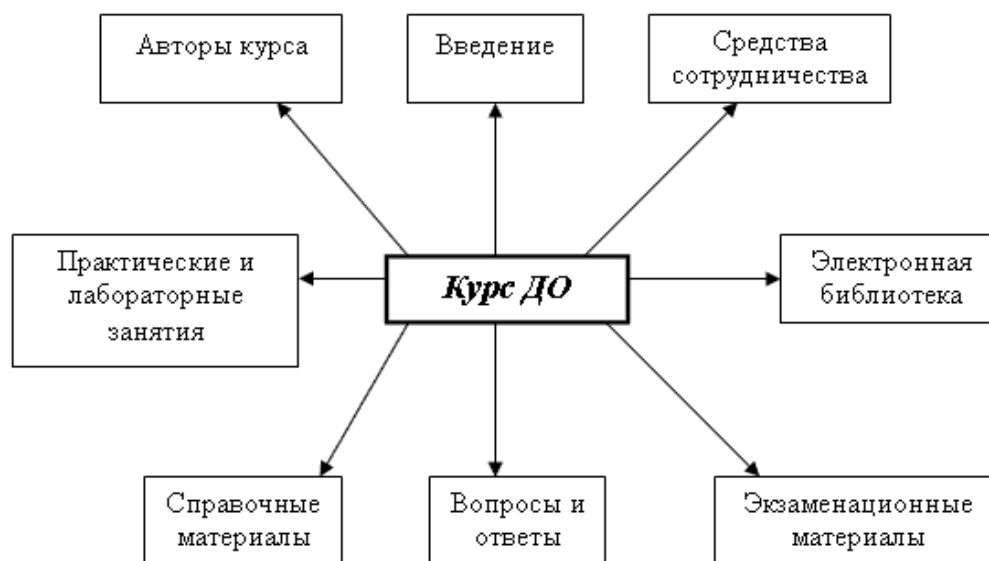 Авторы курса
Введение
Средства
сотрудничества
Практические и
лабораторные
занятия
Курс ДО
Электронная
библиотека
Справочные
материалы
Вопросы и
ответы
Экзаменационные
материалы